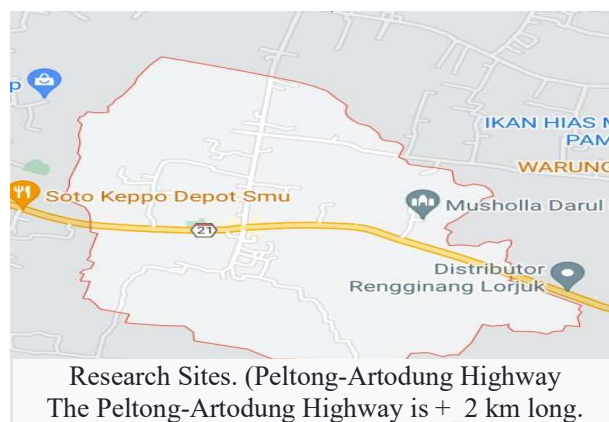 p
IKAN HIAS M
PAM
WARUNG
Soto Keppo Depot Smu
Musholla Darul
21
Distributor
Rengginang Lorjuk
Research Sites. (Peltong-Artodung Highway
The Peltong-Artodung Highway is +_2 km long.